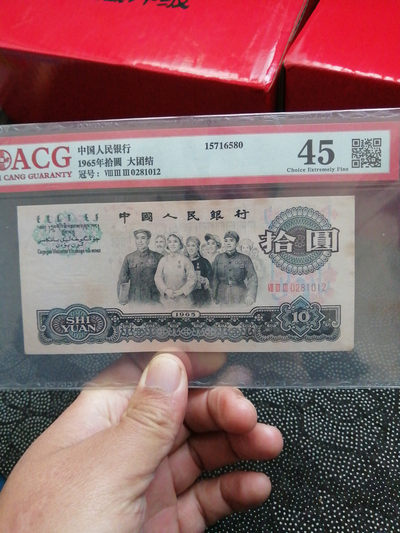 ACG
CANG GUARANTY
中国人民银行
1965年拾圆 大团结
冠号: VIII III III 0281012
15716580
45
Choice Extremely Fine
中國人民銀行
拾圓
VIII III III 0281012
SHI
YUAN
1965
10